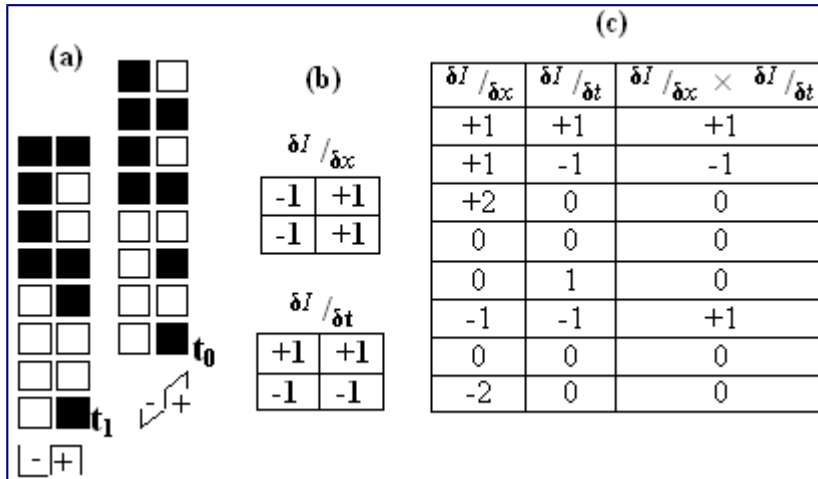 (a)
t0
t1
- +
- +
(b)
δI /δx
-1 +1
-1 +1
δI /δt
+1 +1
-1 -1
(c)
δI /δx δI /δt δI /δx × δI /δt
+1 +1 +1
+1 -1 -1
+2 0 0
0 0 0
0 1 0
-1 -1 +1
0 0 0
-2 0 0